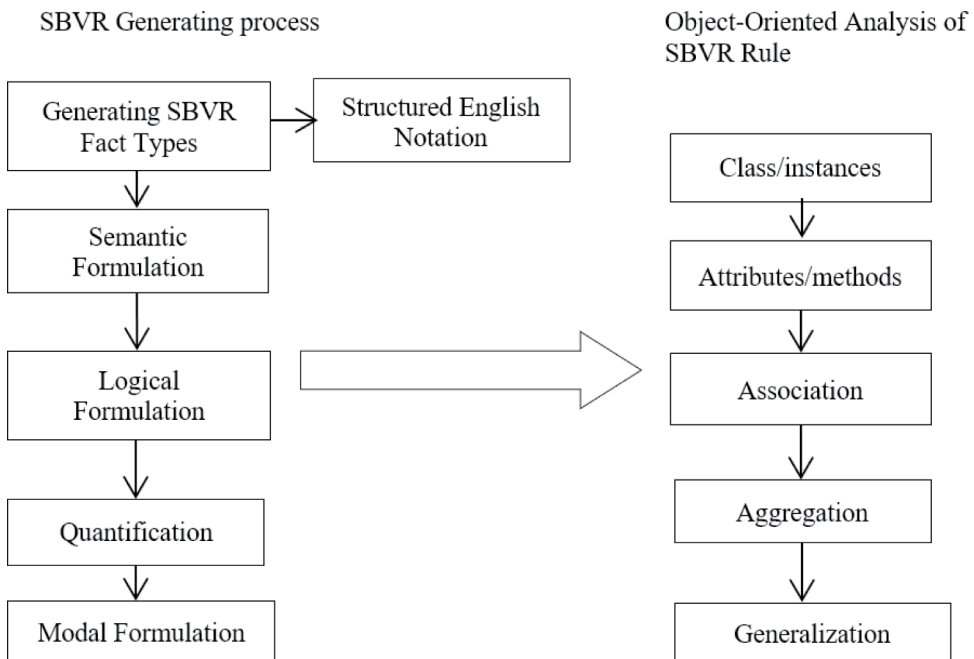 SBVR Generating process
Generating SBVR
Fact Types
Structured English
Notation
Semantic
Formulation
Logical
Formulation
Quantification
Modal Formulation
Object-Oriented Analysis of
SBVR Rule
Class/instances
Attributes/methods
Association
Aggregation
Generalization